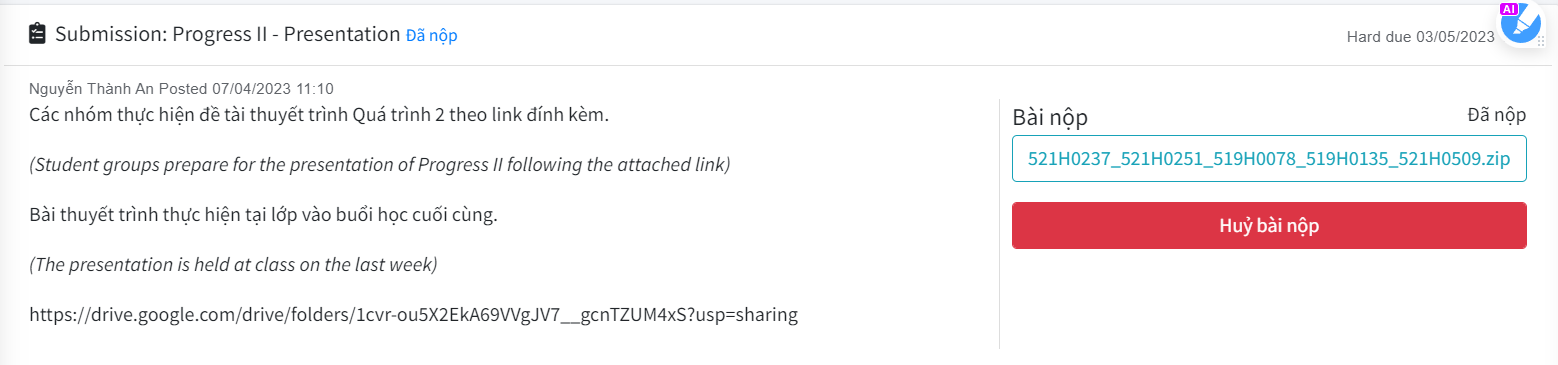 Submission: Progress II - Presentation Đã nộp
Hard due 03/05/2023
AI
Nguyễn Thành An Posted 07/04/2023 11:10
Các nhóm thực hiện đề tài thuyết trình Quá trình 2 theo link đính kèm.
(Student groups prepare for the presentation of Progress II following the attached link)
Bài thuyết trình thực hiện tại lớp vào buổi học cuối cùng.
(The presentation is held at class on the last week)
https://drive.google.com/drive/folders/1cvr-ou5X2EkA69VVgJV7__gcnTZUM4xS?usp=sharing
Bài nộp
Đã nộp
521H0237_521H0251_519H0078_519H0135_521H0509.zip
Huỷ bài nộp